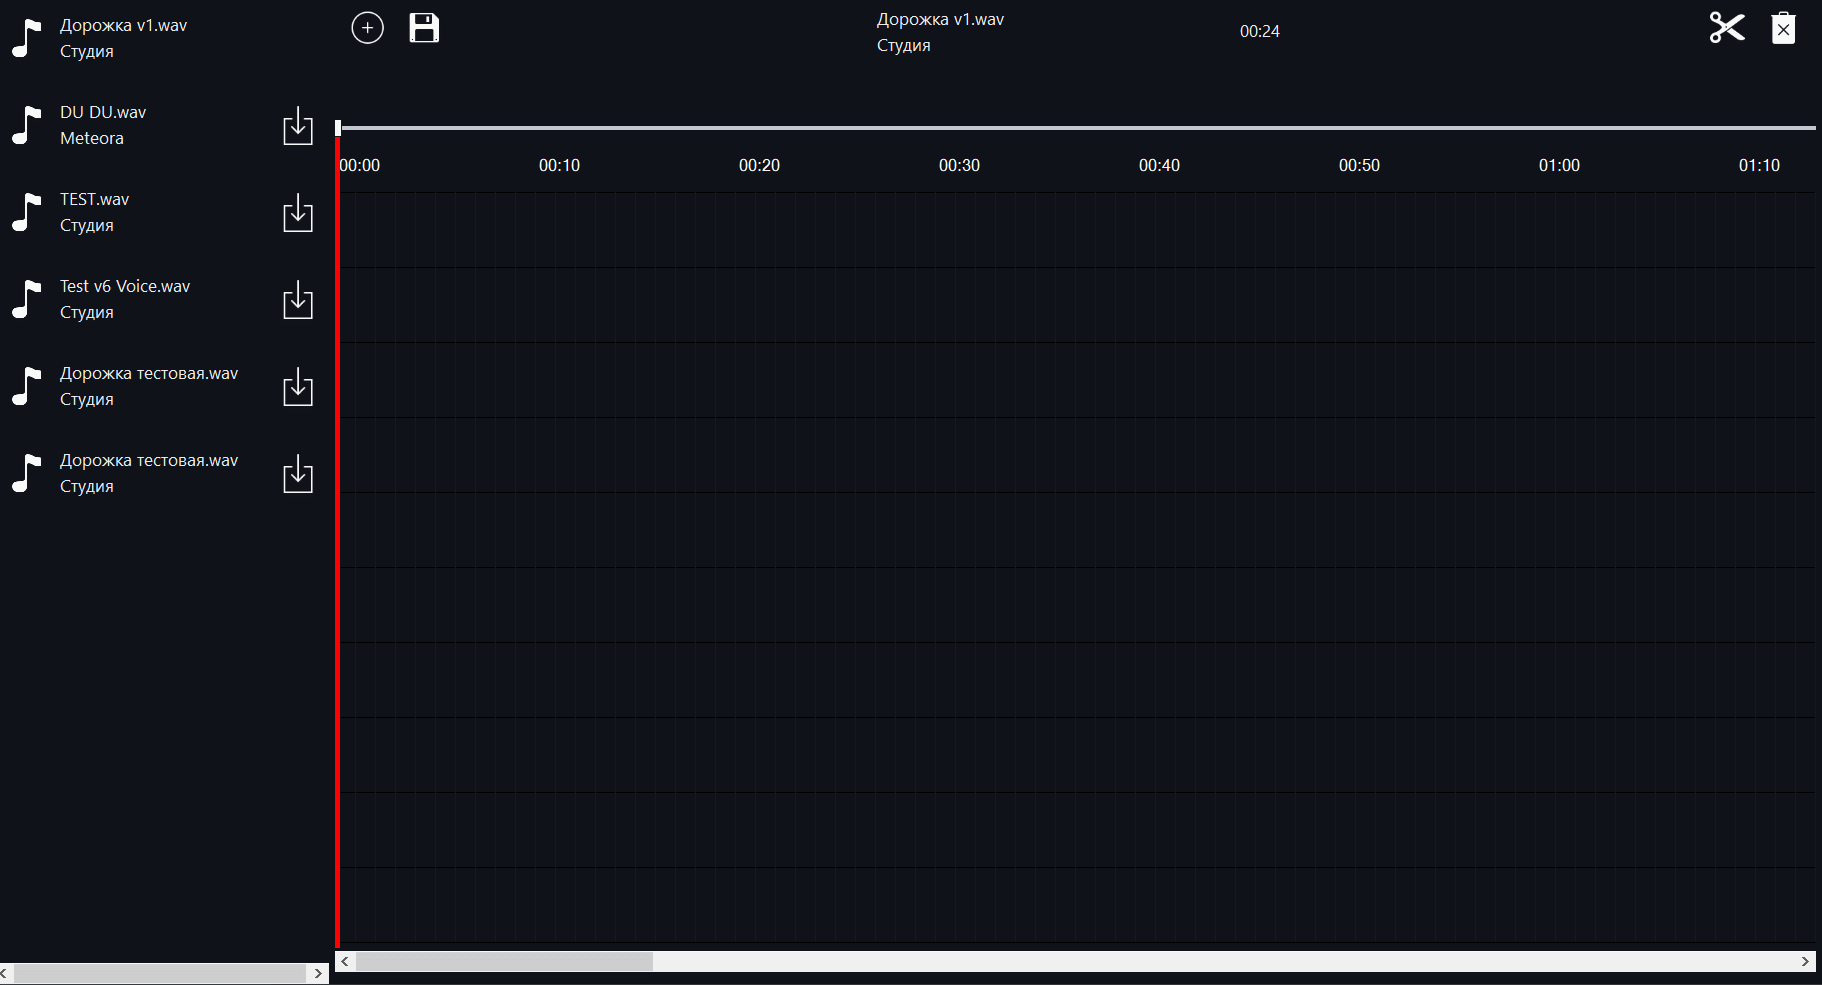 Дорожка v1.wav
Студия
DU DU.wav
Meteora
TEST.wav
Студия
Test v6 Voice.wav
Студия
Дорожка тестовая.wav
Студия
Дорожка тестовая.wav
Студия
Дорожка v1.wav
Студия
00:24
00:00 00:10 00:20 00:30 00:40 00:50 01:00 01:10